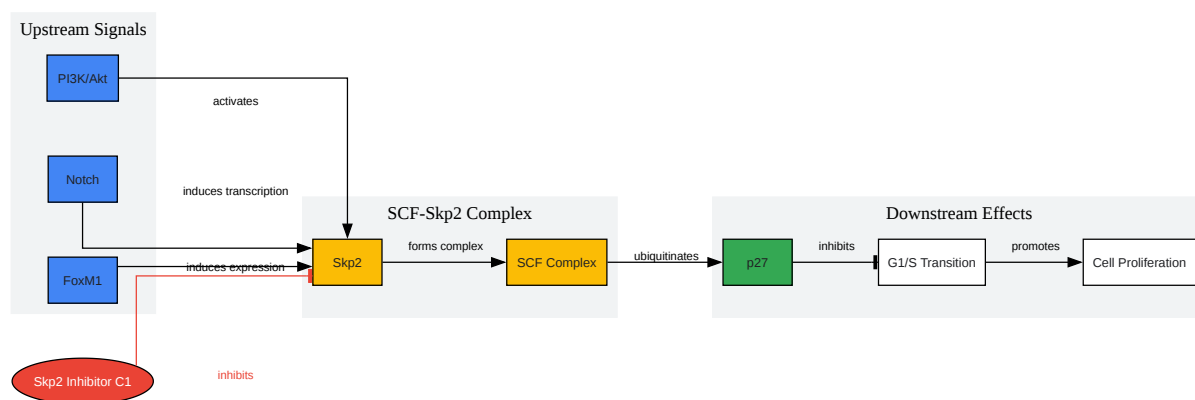 Upstream Signals
PI3K/Akt
activates
Notch
induces transcription
SCF-Skp2 Complex
Downstream Effects
FoxM1
induces expression
Skp2
forms complex
SCF Complex
ubiquitinates
p27
inhibits
G1/S Transition
promotes
Cell Proliferation
Skp2 Inhibitor C1
inhibits